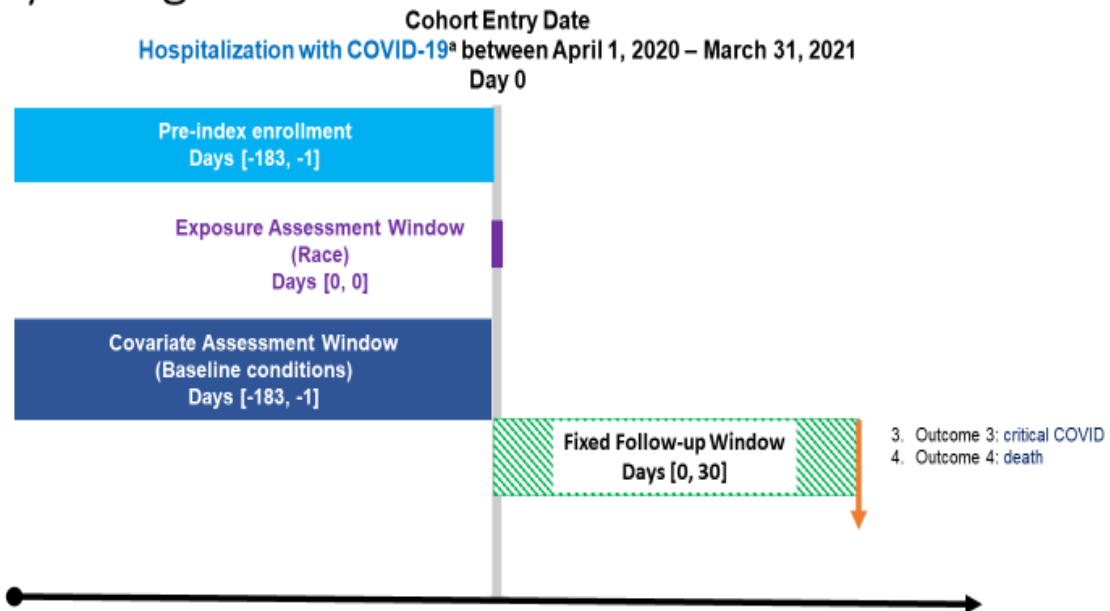 Cohort Entry Date
Hospitalization with COVID-19ª between April 1, 2020 – March 31, 2021
Day 0
Pre-index enrollment
Days [-183, -1]
Exposure Assessment Window
(Race)
Days [0, 0]
Covariate Assessment Window
(Baseline conditions)
Days [-183, -1]
Fixed Follow-up Window
Days [0, 30]
3. Outcome 3: critical COVID
4. Outcome 4: death